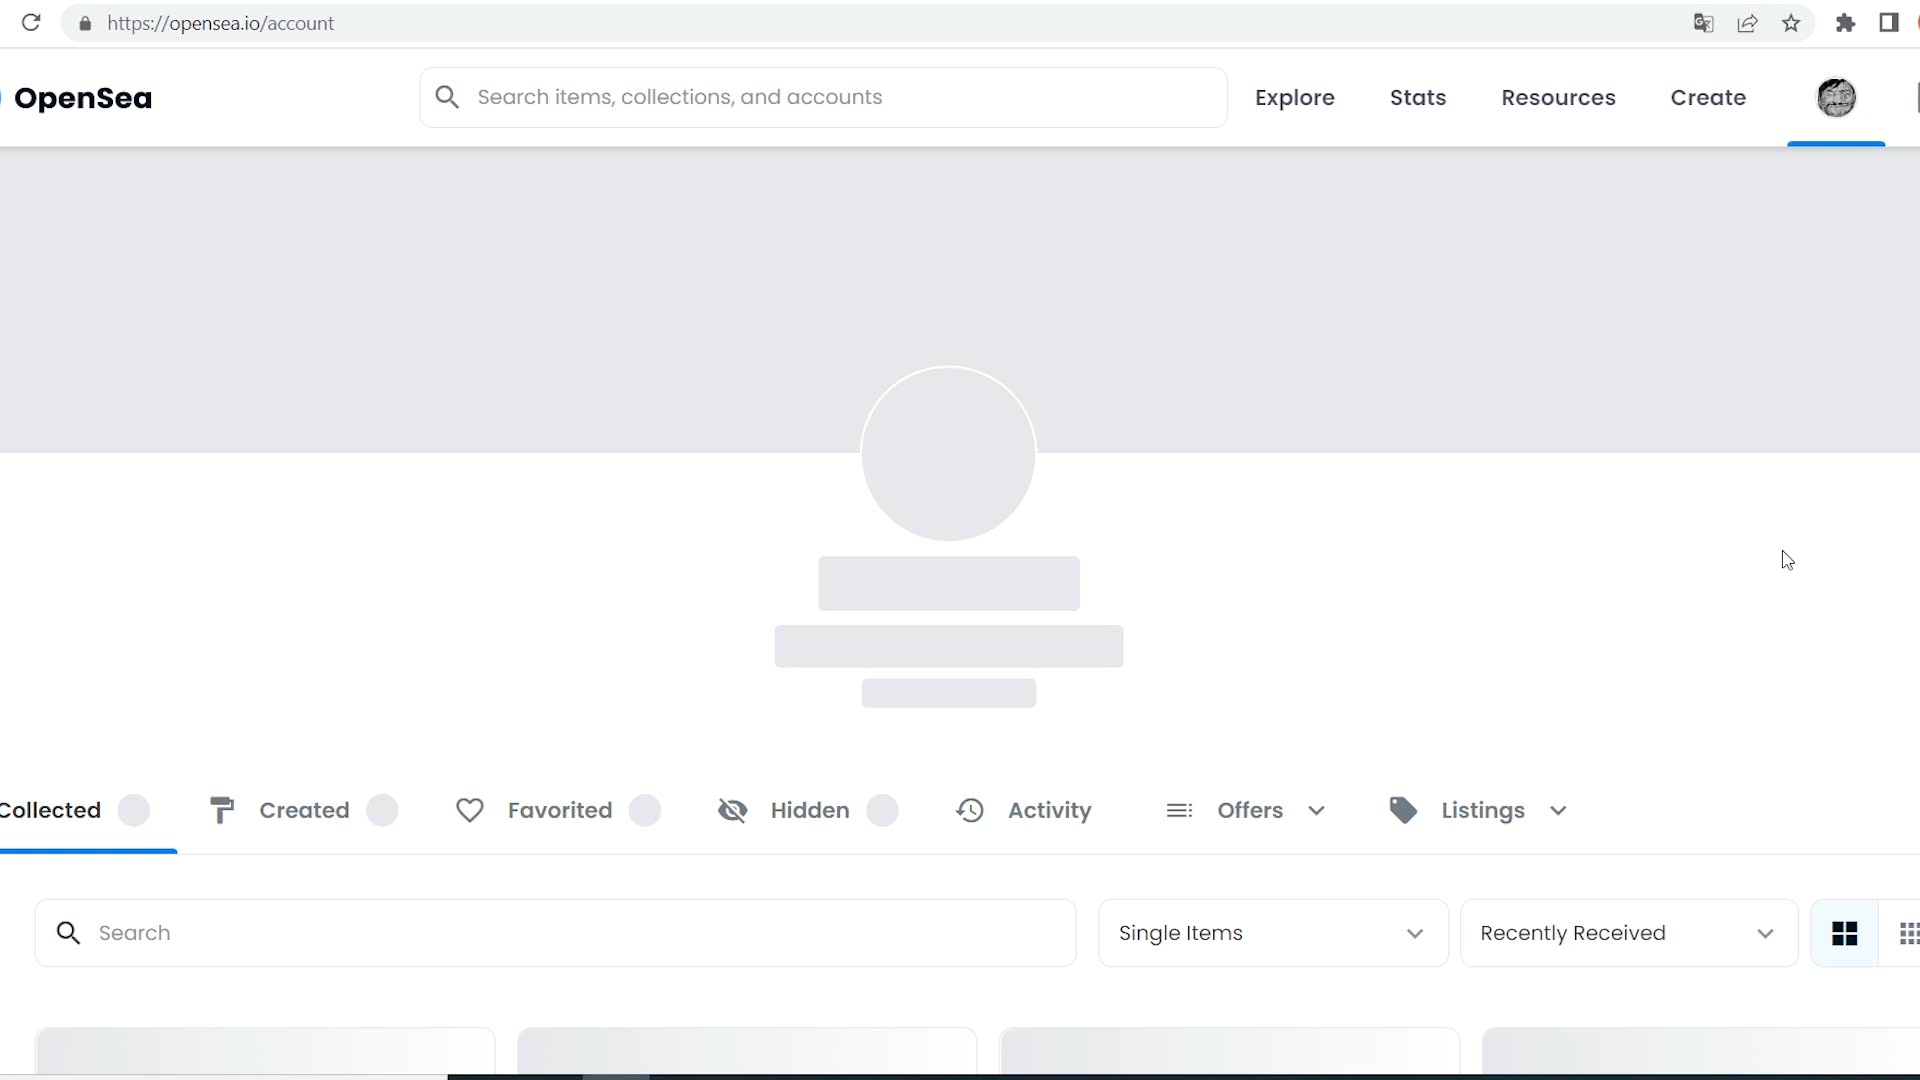 https://opensea.io/account
OpenSea
Search items, collections, and accounts
Explore
Stats
Resources
Create
Collected
Created
Favorited
Hidden
Activity
Offers
Listings
Search
Single Items
Recently Received